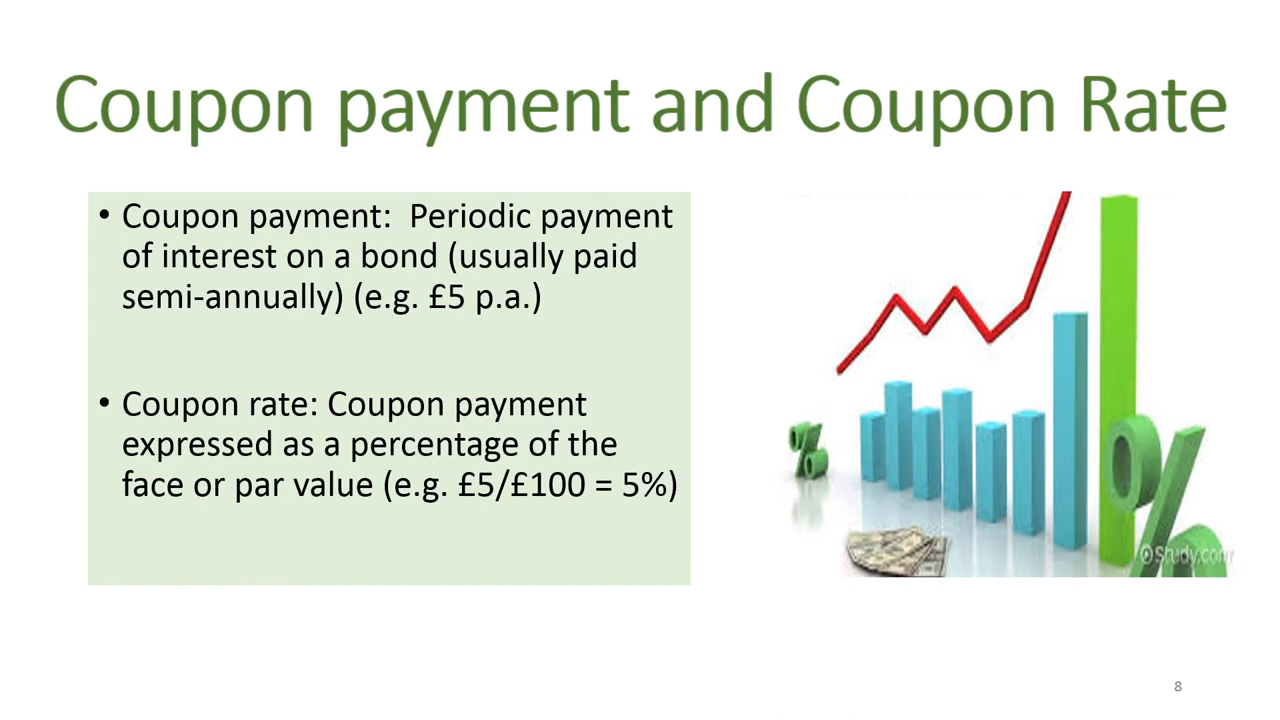 Coupon payment and Coupon Rate
• Coupon payment:  Periodic payment
of interest on a bond (usually paid
semi-annually) (e.g. £5 p.a.)
• Coupon rate: Coupon payment
expressed as a percentage of the
face or par value (e.g. £5/£100 = 5%)
%
%
%
©Study.com
8